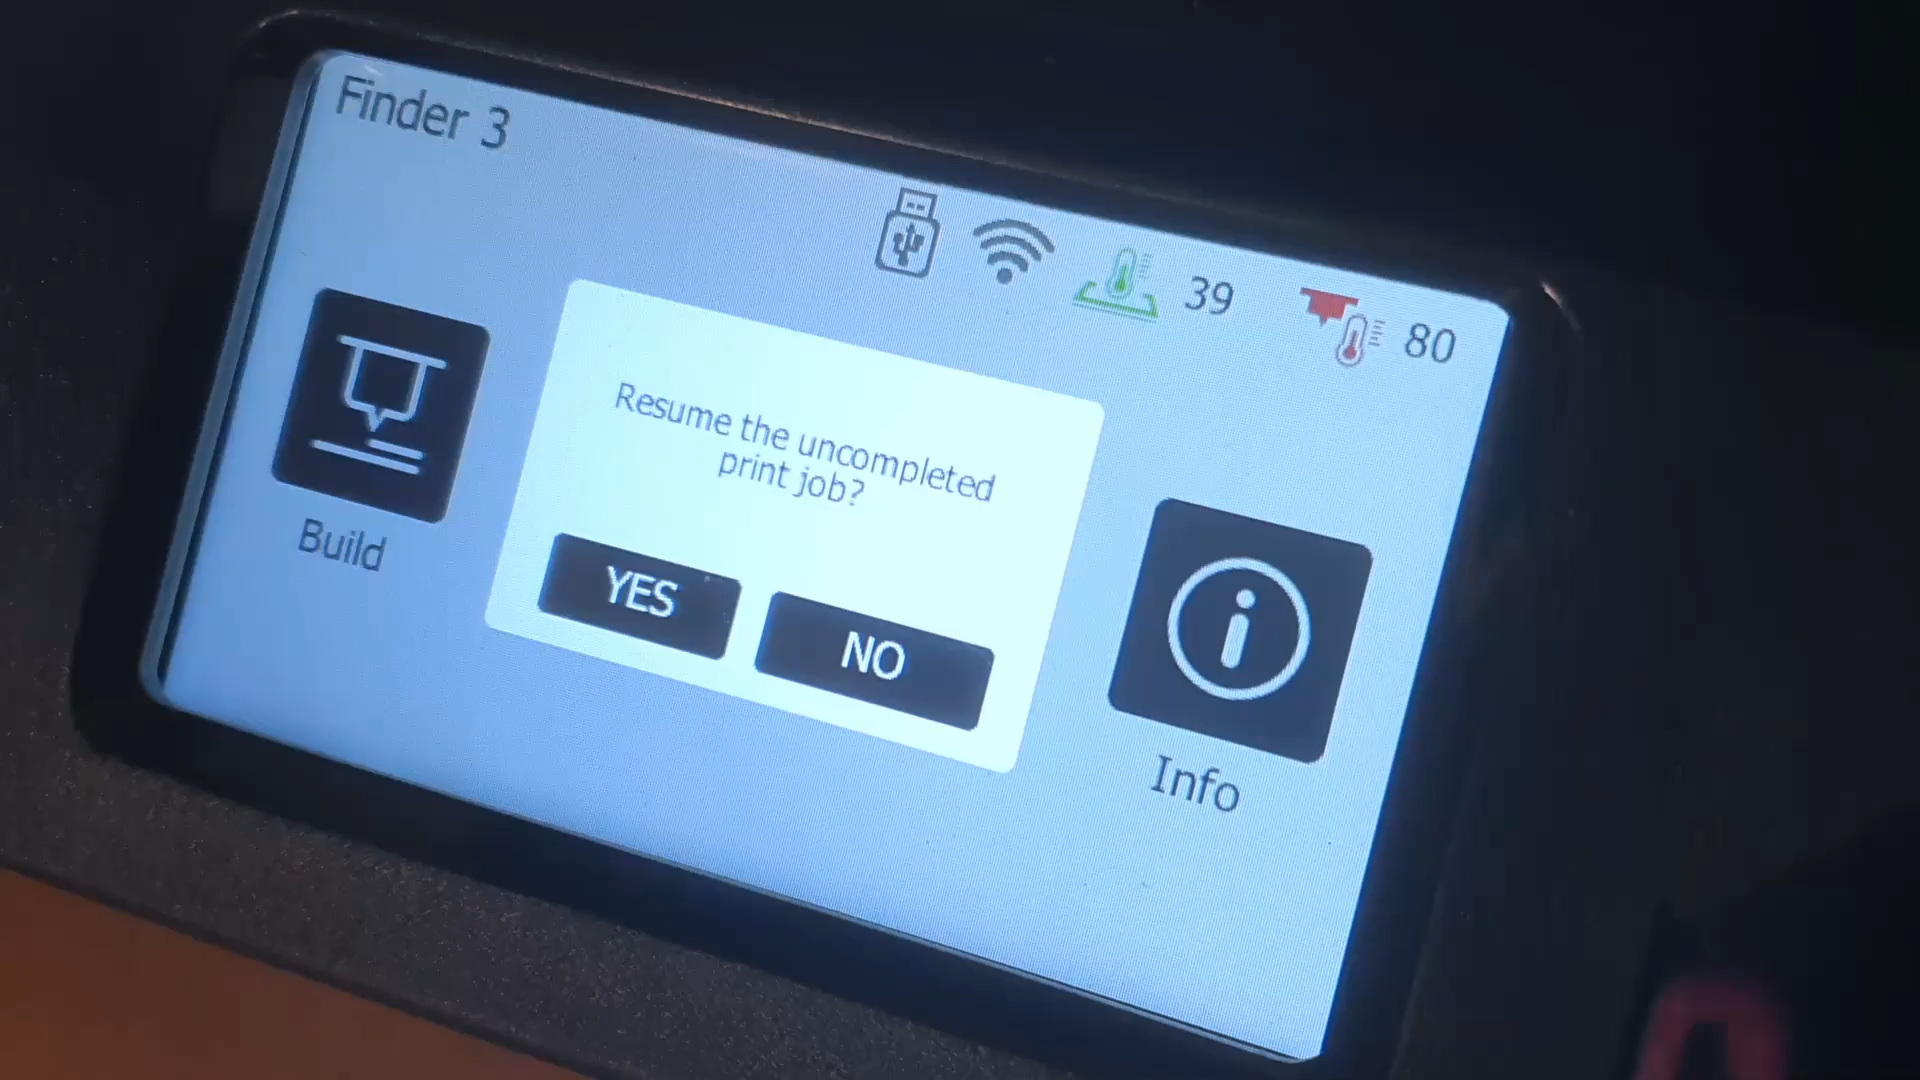 Finder 3
39
80
Resume the uncompleted
print job?
YES
NO
Build
Info